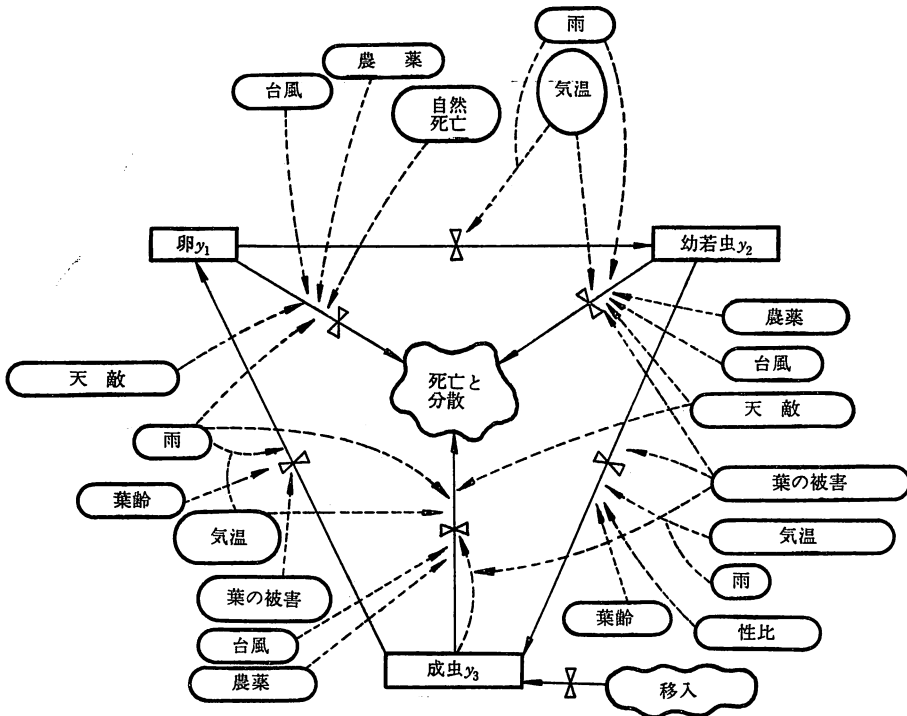 雨
農 薬
台風
気温
自然
死亡
卵y₁
幼若虫y₂
農薬
台風
天 敵
死亡と
分散
天 敵
雨
葉の被害
葉齢
気温
気温
雨
葉の被害
葉齢
性比
台風
農薬
成虫y₃
移入